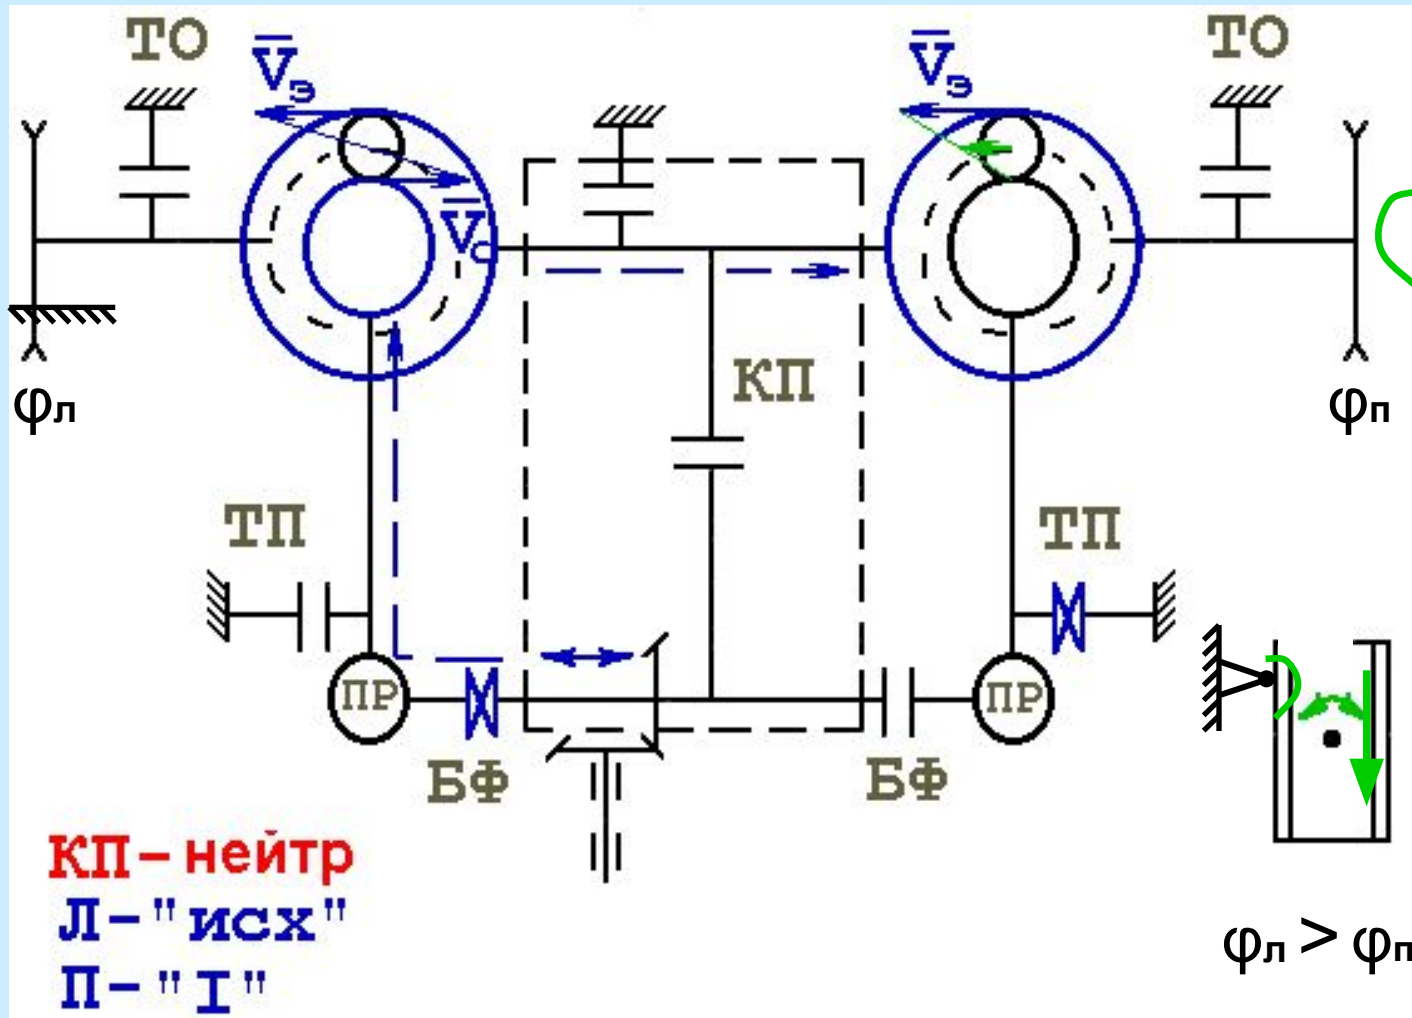 ТО
V̅э
V̅э
ТО
V̅с
φл
КП
φп
ТП
ТП
ПР
ПР
БФ
БФ
КП- нейтр
Л-"исх"
П-"I"
φл > φп